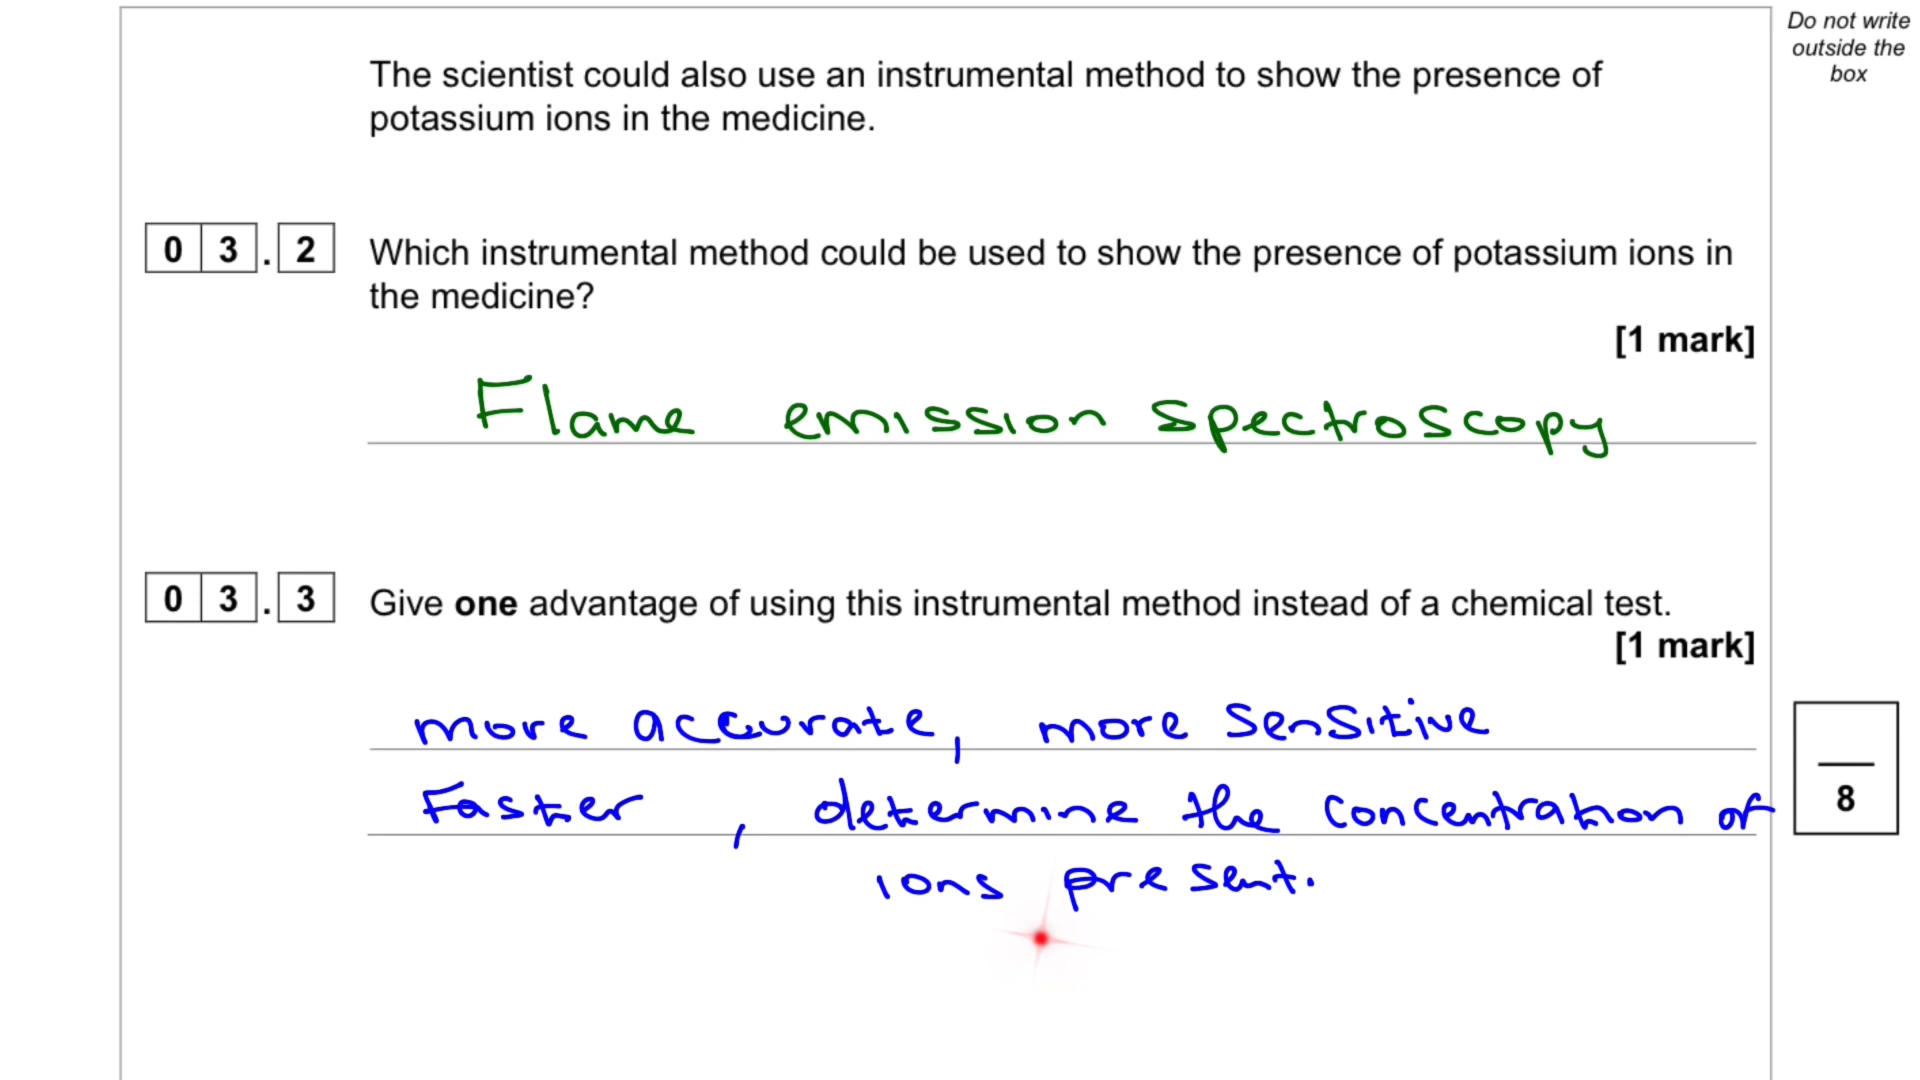 Do not write
outside the
box
The scientist could also use an instrumental method to show the presence of
potassium ions in the medicine.
0 3 . 2 Which instrumental method could be used to show the presence of potassium ions in
the medicine?
[1 mark]
Flame emission spectroscopy
0 3 . 3 Give one advantage of using this instrumental method instead of a chemical test.
[1 mark]
more accurate, more sensitive
Faster, determine the concentration of
ions present.
8